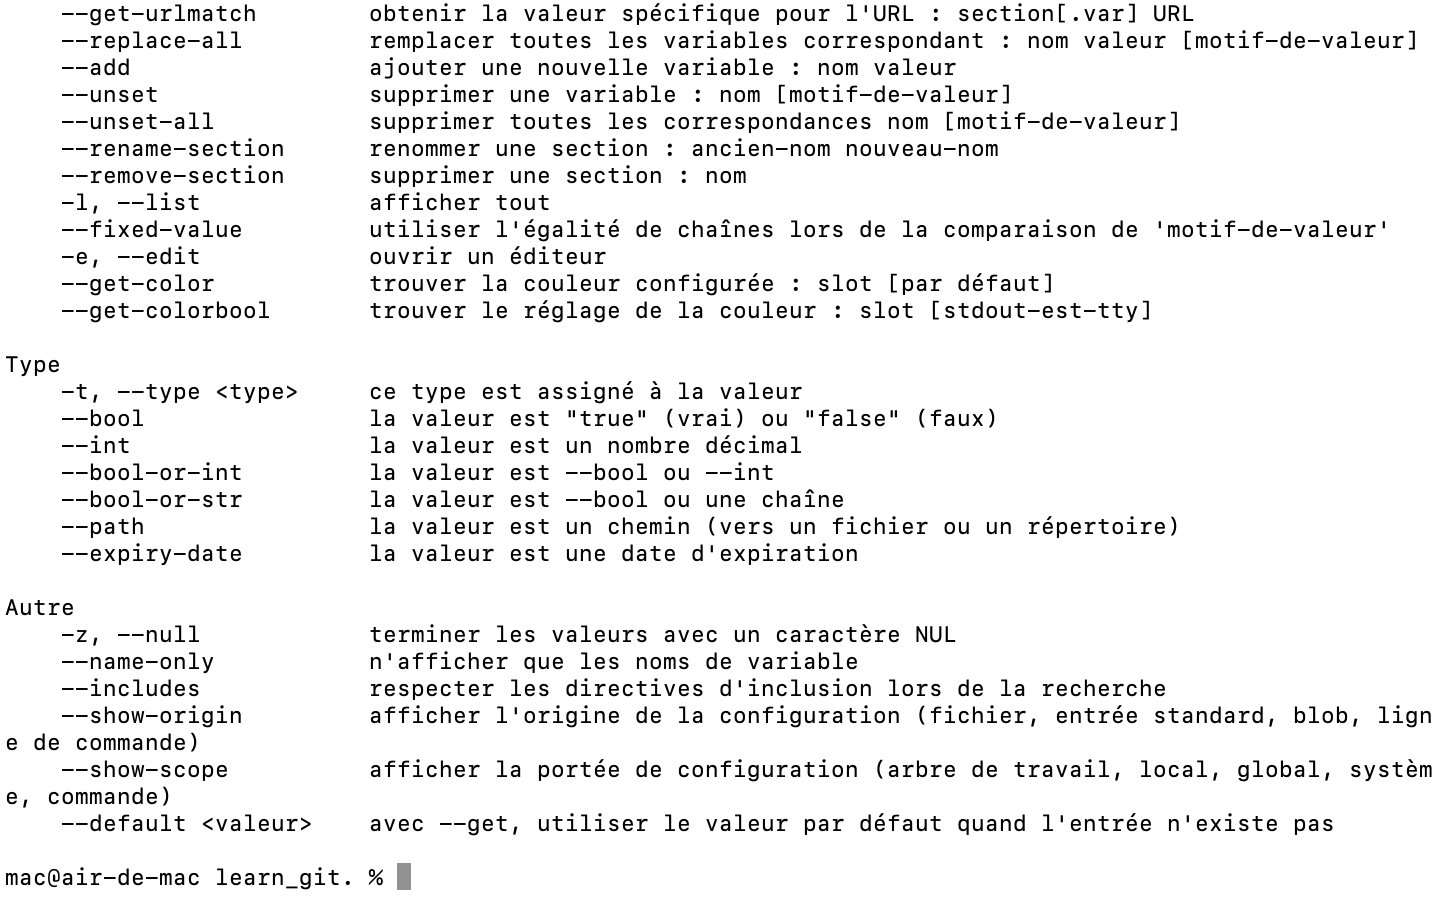 --get-urlmatch obtenir la valeur spécifique pour l'URL : section[.var] URL
--replace-all remplacer toutes les variables correspondant : nom valeur [motif-de-valeur]
--add ajouter une nouvelle variable : nom valeur
--unset supprimer une variable : nom [motif-de-valeur]
--unset-all supprimer toutes les correspondances nom [motif-de-valeur]
--rename-section renommer une section : ancien-nom nouveau-nom
--remove-section supprimer une section : nom
-l, --list afficher tout
--fixed-value utiliser l'égalité de chaînes lors de la comparaison de 'motif-de-valeur'
-e, --edit ouvrir un éditeur
--get-color trouver la couleur configurée : slot [par défaut]
--get-colorbool trouver le réglage de la couleur : slot [stdout-est-tty]
Type
-t, --type <type> ce type est assigné à la valeur
--bool la valeur est "true" (vrai) ou "false" (faux)
--int la valeur est un nombre décimal
--bool-or-int la valeur est --bool ou --int
--bool-or-str la valeur est --bool ou une chaîne
--path la valeur est un chemin (vers un fichier ou un répertoire)
--expiry-date la valeur est une date d'expiration
Autre
-z, --null terminer les valeurs avec un caractère NUL
--name-only n'afficher que les noms de variable
--includes respecter les directives d'inclusion lors de la recherche
--show-origin afficher l'origine de la configuration (fichier, entrée standard, blob, lign
e de commande)
--show-scope afficher la portée de configuration (arbre de travail, local, global, systèm
e, commande)
--default <valeur> avec --get, utiliser le valeur par défaut quand l'entrée n'existe pas
mac@air-de-mac learn_git. %